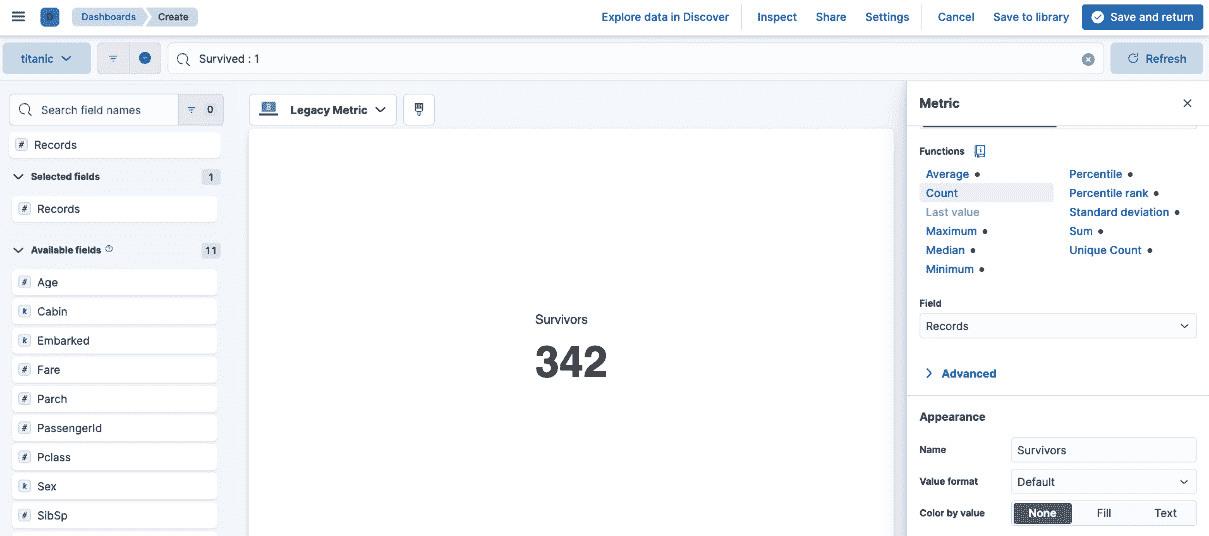 D Dashboards Create Explore data in Discover Inspect Share Settings Cancel Save to library Save and return
titanic Survived : 1 Refresh
Search field names 0
# Records
Selected fields 1
# Records
Available fields 11
# Age
k Cabin
k Embarked
# Fare
# Parch
# PassengerId
# Pclass
k Sex
# SibSp
Legacy Metric
Survivors
342
Metric
Functions
Average Percentile
Count Percentile rank
Last value Standard deviation
Maximum Sum
Median Unique Count
Minimum
Field
Records
Advanced
Appearance
Name Survivors
Value format Default
Color by value None Fill Text